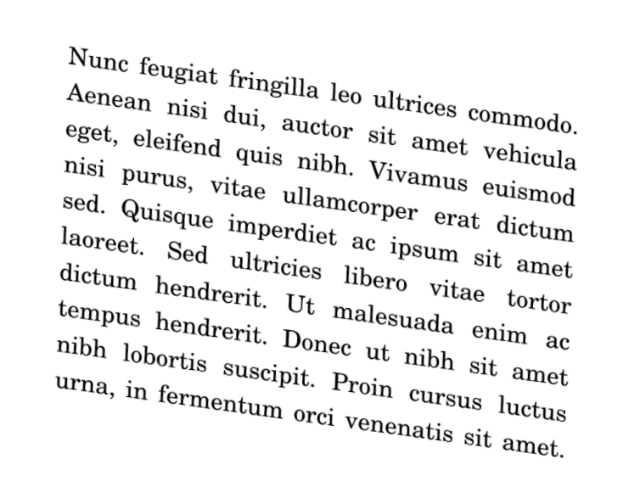 Nunc feugiat fringilla leo ultrices commodo.
Aenean nisi dui, auctor sit amet vehicula
eget, eleifend quis nibh. Vivamus euismod
nisi purus, vitae ullamcorper erat dictum
sed. Quisque imperdiet ac ipsum sit amet
laoreet. Sed ultricies libero vitae tortor
dictum hendrerit. Ut malesuada enim ac
tempus hendrerit. Donec ut nibh sit amet
nibh lobortis suscipit. Proin cursus luctus
urna, in fermentum orci venenatis sit amet.